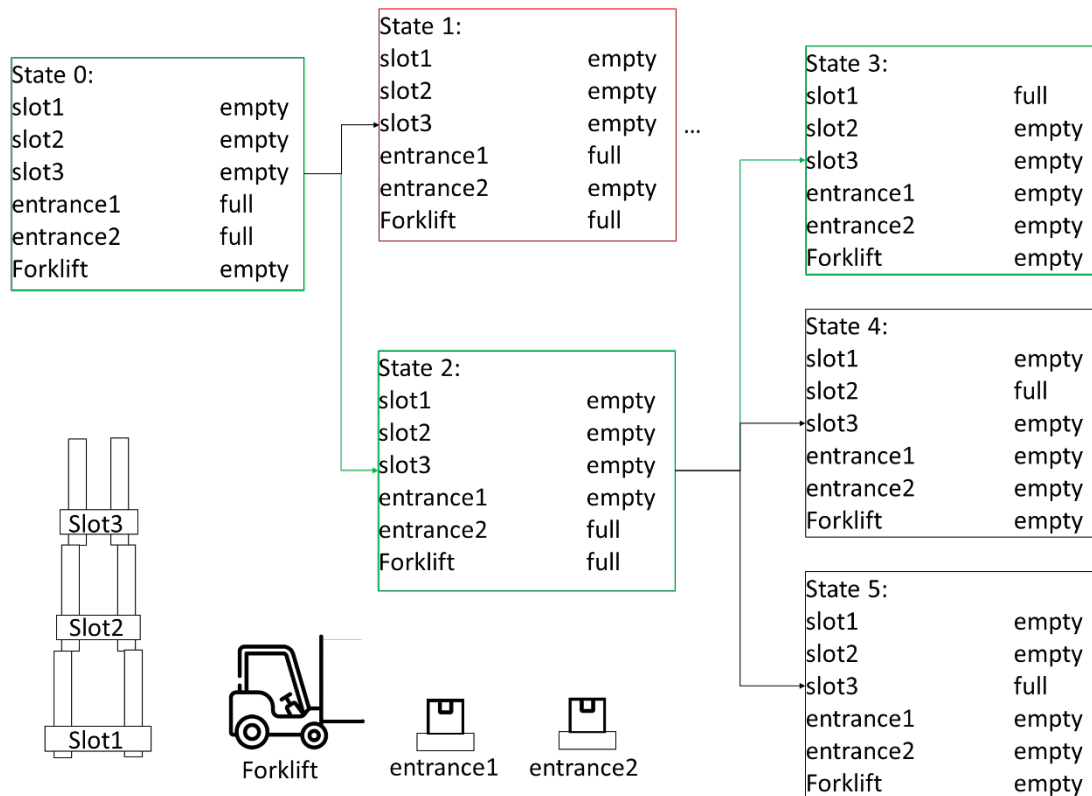 State 0:
slot1 empty
slot2 empty
slot3 empty
entrance1 full
entrance2 full
Forklift empty
State 1:
slot1 empty
slot2 empty
slot3 empty
entrance1 full
entrance2 empty
Forklift full
...
State 2:
slot1 empty
slot2 empty
slot3 empty
entrance1 empty
entrance2 full
Forklift full
State 3:
slot1 full
slot2 empty
slot3 empty
entrance1 empty
entrance2 empty
Forklift empty
State 4:
slot1 empty
slot2 full
slot3 empty
entrance1 empty
entrance2 empty
Forklift empty
State 5:
slot1 empty
slot2 empty
slot3 full
entrance1 empty
entrance2 empty
Forklift empty
Slot3
Slot2
Slot1
Forklift
entrance1
entrance2